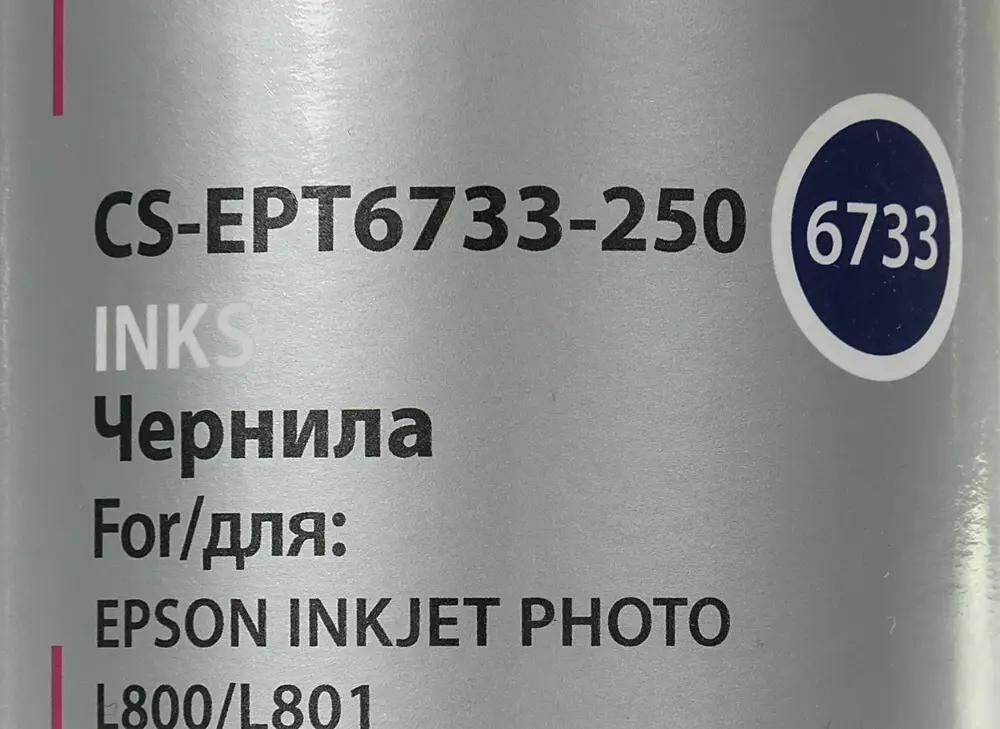 CS-EPT6733-250
6733
INKS
Чернила
For/для:
EPSON INKJET PHOTO
L800/L801